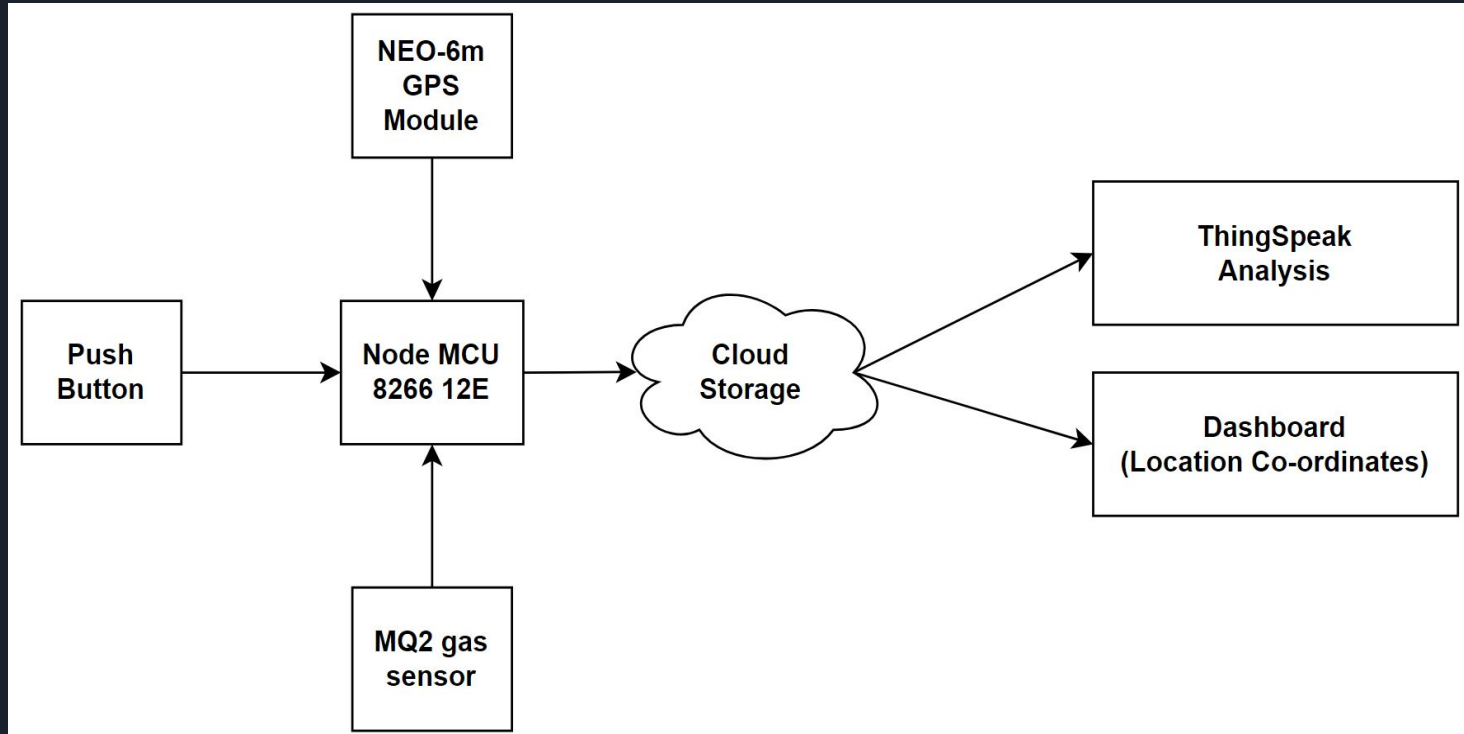 NEO-6m
GPS
Module
ThingSpeak
Analysis
Push
Button
Node MCU
8266 12E
Cloud
Storage
Dashboard
(Location Co-ordinates)
MQ2 gas
sensor